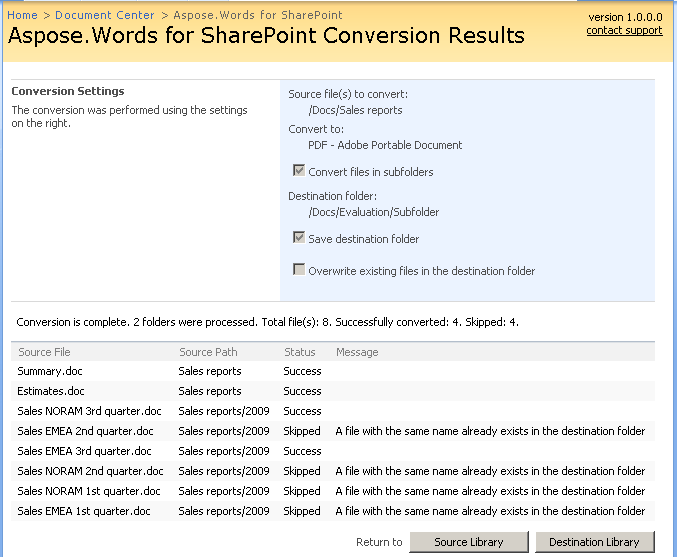 Home > Document Center > Aspose.Words for SharePoint
version 1.0.0.0
Aspose.Words for SharePoint Conversion Results
contact support
Conversion Settings
The conversion was performed using the settings
on the right.
Source file(s) to convert:
/Docs/Sales reports
Convert to:
PDF - Adobe Portable Document
Convert files in subfolders
Destination folder:
/Docs/Evaluation/Subfolder
Save destination folder
Overwrite existing files in the destination folder
Conversion is complete. 2 folders were processed. Total file(s): 8. Successfully converted: 4. Skipped: 4.
Source File Source Path Status Message
Summary.doc Sales reports Success
Estimates.doc Sales reports Success
Sales NORAM 3rd quarter.doc Sales reports/2009 Success
Sales EMEA 2nd quarter.doc Sales reports/2009 Skipped A file with the same name already exists in the destination folder
Sales EMEA 3rd quarter.doc Sales reports/2009 Success
Sales NORAM 2nd quarter.doc Sales reports/2009 Skipped A file with the same name already exists in the destination folder
Sales NORAM 1st quarter.doc Sales reports/2009 Skipped A file with the same name already exists in the destination folder
Sales EMEA 1st quarter.doc Sales reports/2009 Skipped A file with the same name already exists in the destination folder
Return to Source Library Destination Library